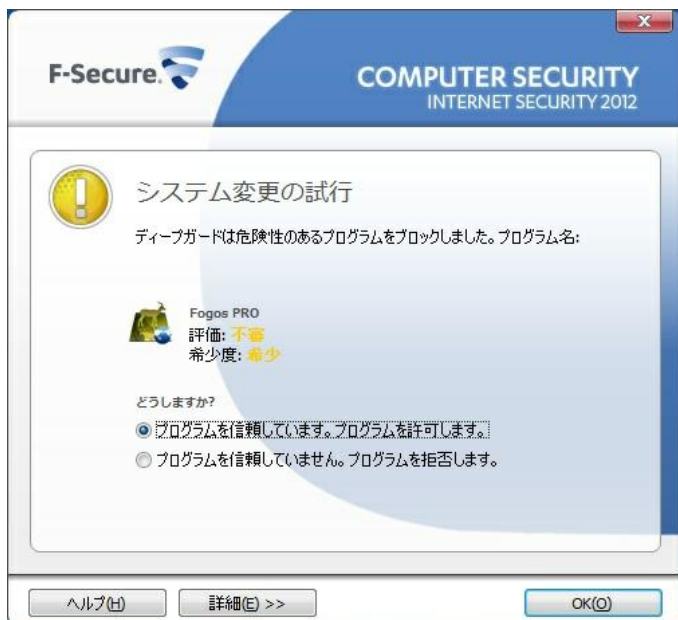 F-Secure.
COMPUTER SECURITY
INTERNET SECURITY 2012
システム変更の試行
ディープガードは危険性のあるプログラムをブロックしました。プログラム名:
Fogos PRO
評価: 不審
希少度: 希少
どうしますか?
プログラムを信頼しています。プログラムを許可します。
プログラムを信頼していません。プログラムを拒否します。
ヘルプ(H)
詳細(E) >>
OK(O)